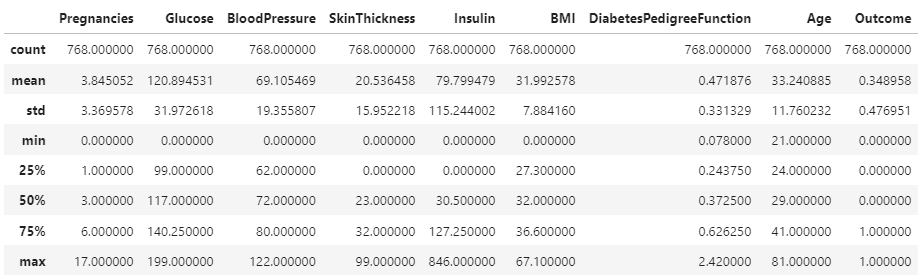 Pregnancies Glucose BloodPressure SkinThickness Insulin BMI DiabetesPedigreeFunction Age Outcome
count 768.000000 768.000000 768.000000 768.000000 768.000000 768.000000 768.000000 768.000000 768.000000
mean 3.845052 120.894531 69.105469 20.536458 79.799479 31.992578 0.471876 33.240885 0.348958
std 3.369578 31.972618 19.355807 15.952218 115.244002 7.884160 0.331329 11.760232 0.476951
min 0.000000 0.000000 0.000000 0.000000 0.000000 0.000000 0.078000 21.000000 0.000000
25% 1.000000 99.000000 62.000000 0.000000 0.000000 27.300000 0.243750 24.000000 0.000000
50% 3.000000 117.000000 72.000000 23.000000 30.500000 32.000000 0.372500 29.000000 0.000000
75% 6.000000 140.250000 80.000000 32.000000 127.250000 36.600000 0.626250 41.000000 1.000000
max 17.000000 199.000000 122.000000 99.000000 846.000000 67.100000 2.420000 81.000000 1.000000